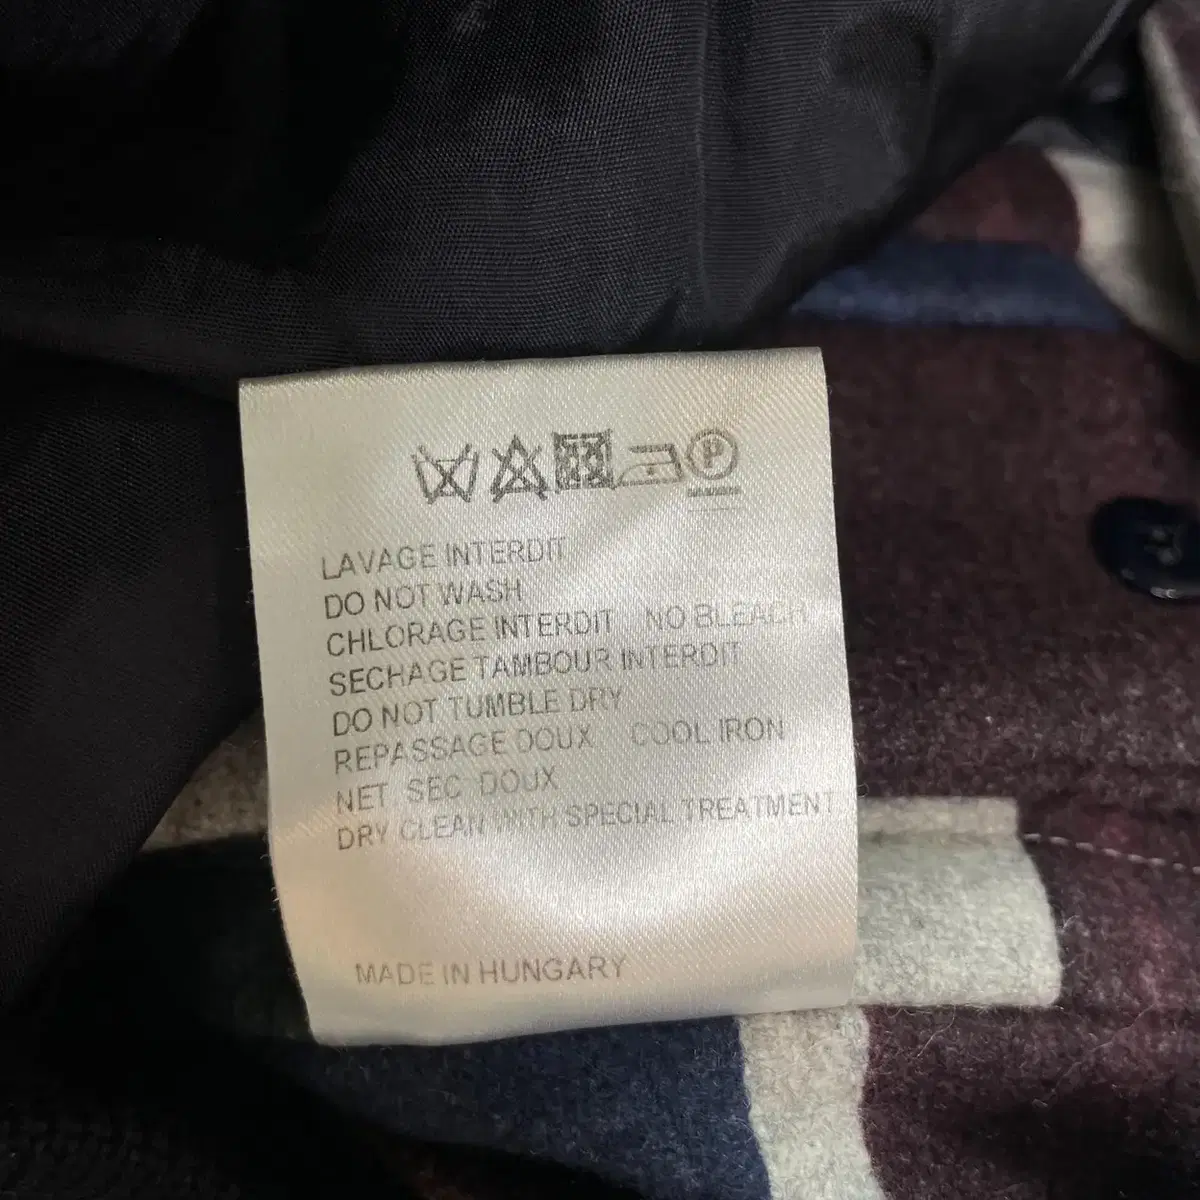 P
LAVAGE INTERDIT
DO NOT WASH
CHLORAGE INTERDIT NO BLEACH
SECHAGE TAMBOUR INTERDIT
DO NOT TUMBLE DRY
REPASSAGE DOUX COOL IRON
NET SEC DOUX
DRY CLEAN WITH SPECIAL TREATMENT
MADE IN HUNGARY